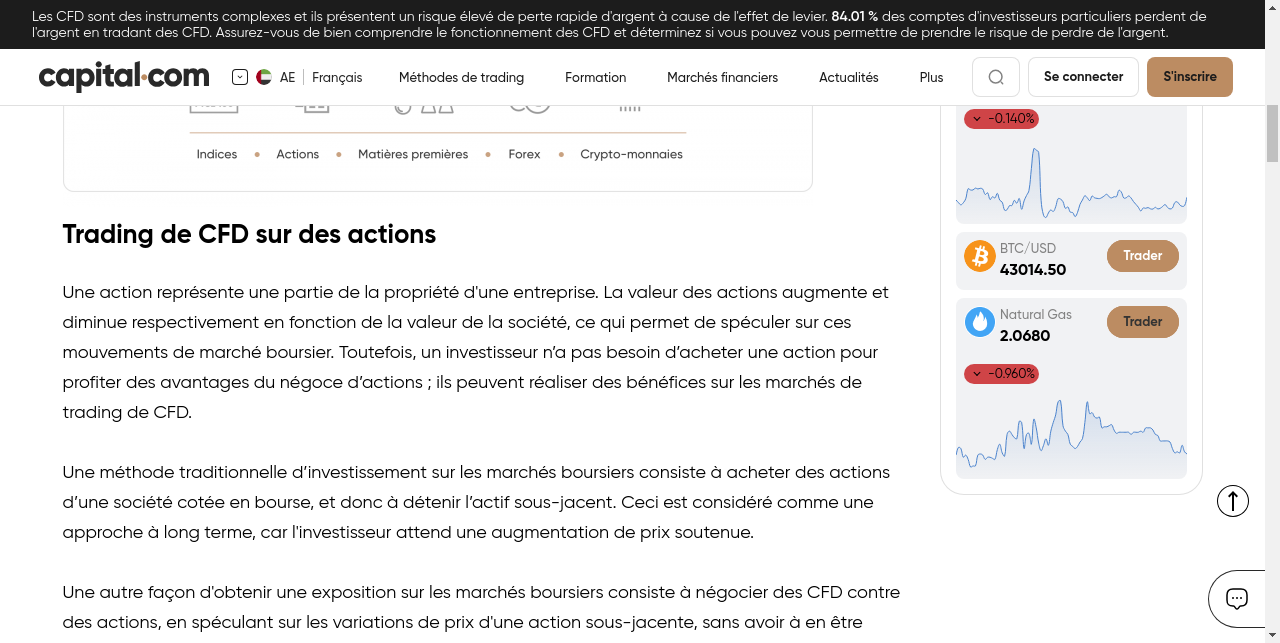 Les CFD sont des instruments complexes et ils présentent un risque élevé de perte rapide d'argent à cause de l'effet de levier. 84.01 % des comptes d'investisseurs particuliers perdent de
l'argent en tradant des CFD. Assurez-vous de bien comprendre le fonctionnement des CFD et déterminez si vous pouvez vous permettre de prendre le risque de perdre de l'argent.
capital.com
AE Français Méthodes de trading Formation Marchés financiers Actualités Plus Se connecter S'inscrire
Indices • Actions • Matières premières • Forex • Crypto-monnaies
Trading de CFD sur des actions
Une action représente une partie de la propriété d'une entreprise. La valeur des actions augmente et
diminue respectivement en fonction de la valeur de la société, ce qui permet de spéculer sur ces
mouvements de marché boursier. Toutefois, un investisseur n’a pas besoin d’acheter une action pour
profiter des avantages du négoce d’actions ; ils peuvent réaliser des bénéfices sur les marchés de
trading de CFD.
Une méthode traditionnelle d’investissement sur les marchés boursiers consiste à acheter des actions
d’une société cotée en bourse, et donc à détenir l’actif sous-jacent. Ceci est considéré comme une
approche à long terme, car l'investisseur attend une augmentation de prix soutenue.
Une autre façon d'obtenir une exposition sur les marchés boursiers consiste à négocier des CFD contre
des actions, en spéculant sur les variations de prix d'une action sous-jacente, sans avoir à en être
-0.140%
BTC/USD
43014.50
Trader
Natural Gas
2.0680
Trader
-0.960%